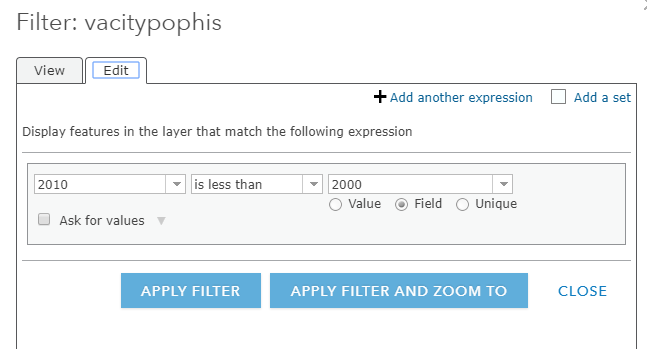 Filter: vacitypophis
View
Edit
Add another expression
Add a set
Display features in the layer that match the following expression
2010
is less than
2000
Value
Field
Unique
Ask for values
APPLY FILTER
APPLY FILTER AND ZOOM TO
CLOSE